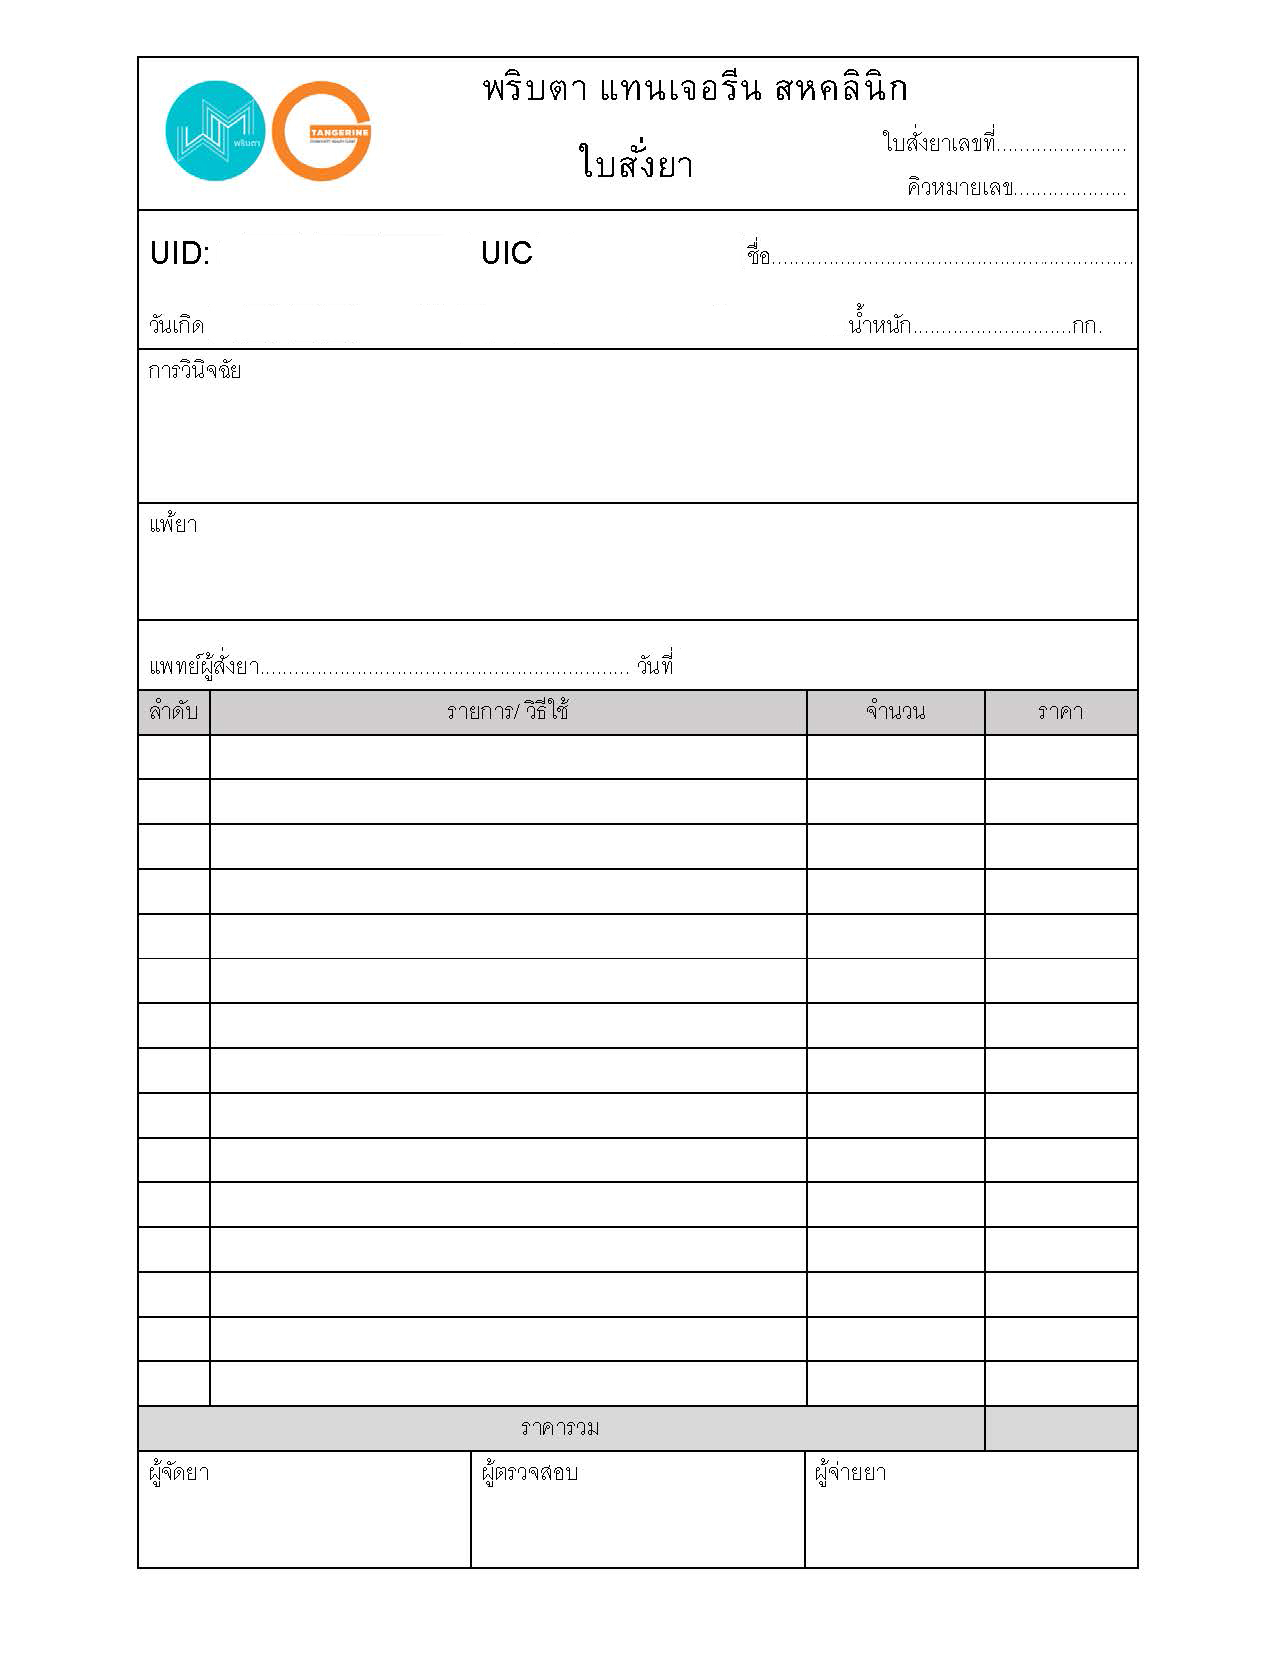 พริบตา แทนเจอรีน สหคลินิก
พริบตา
TANGERINE
COMMUNITY HEALTH CLINIC
ใบสั่งยา
ใบสั่งยาเลขที่.......................
คิวหมายเลข....................
UID: UIC ชื่อ................................................................
วันเกิด น้ำหนัก............................กก.
การวินิจฉัย
แพ้ยา
แพทย์ผู้สั่งยา................................................................. วันที่
ลำดับ รายการ/ วิธีใช้ จำนวน ราคา
ราคารวม
ผู้จัดยา ผู้ตรวจสอบ ผู้จ่ายยา